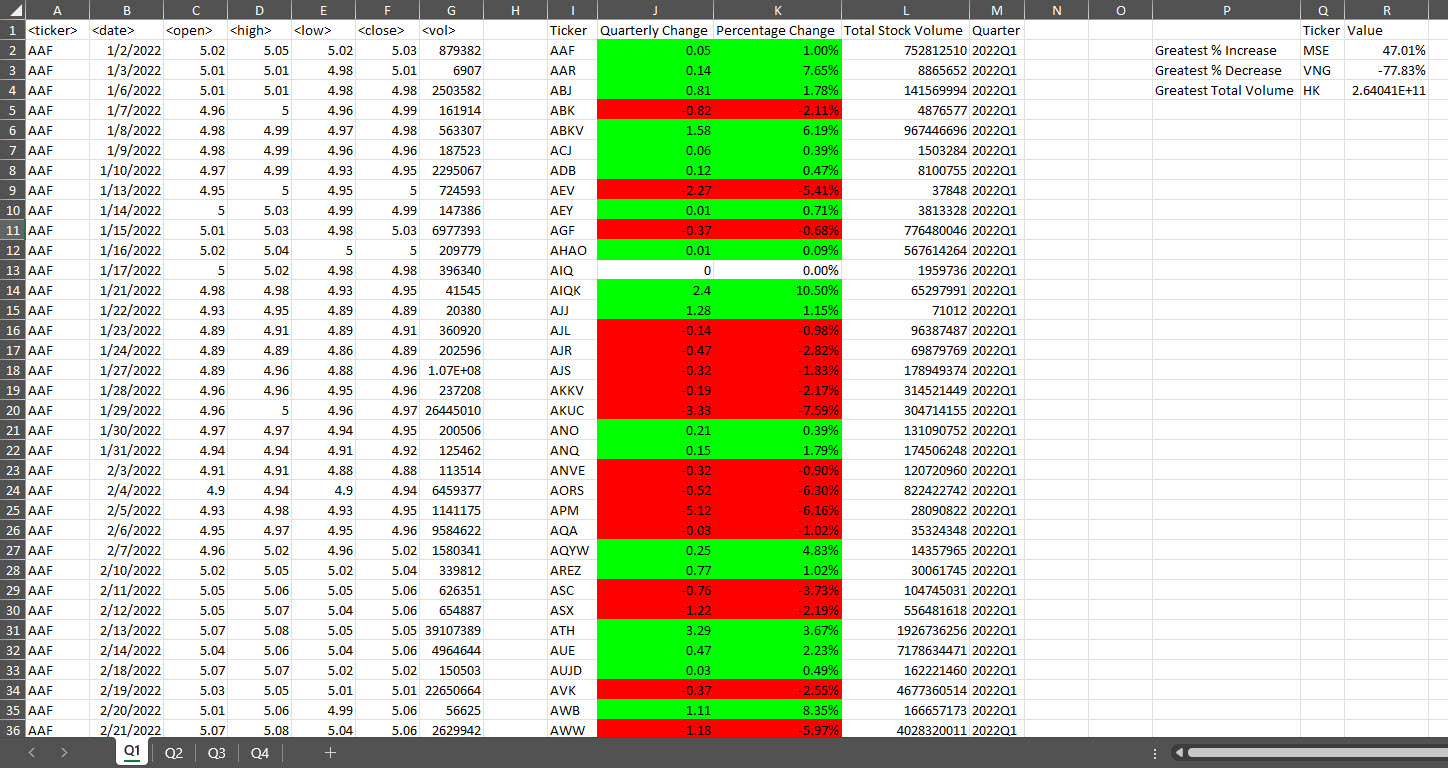 A B C D E F G H I J K L M N O P Q R
1 <ticker> <date> <open> <high> <low> <close> <vol> Ticker Quarterly Change Percentage Change Total Stock Volume Quarter Ticker Value
2 AAF 1/2/2022 5.02 5.05 5.02 5.03 879382 AAF 0.05 1.00% 752812510 2022Q1 Greatest % Increase MSE 47.01%
3 AAF 1/3/2022 5.01 5.01 4.98 5.01 6907 AAR 0.14 7.65% 8865652 2022Q1 Greatest % Decrease VNG -77.83%
4 AAF 1/6/2022 5.01 5.01 4.98 4.98 2503582 ABJ 0.81 1.78% 141569994 2022Q1 Greatest Total Volume HK 2.64041E+11
5 AAF 1/7/2022 4.96 5 4.96 4.99 161914 ABK -0.82 -2.11% 4876577 2022Q1
6 AAF 1/8/2022 4.98 4.99 4.97 4.98 563307 ABKV 1.58 6.19% 967446696 2022Q1
7 AAF 1/9/2022 4.98 4.99 4.96 4.96 187523 ACJ 0.06 0.39% 1503284 2022Q1
8 AAF 1/10/2022 4.97 4.99 4.93 4.95 2295067 ADB 0.12 0.47% 8100755 2022Q1
9 AAF 1/13/2022 4.95 5 4.95 5 724593 AEV -2.27 -5.41% 37848 2022Q1
10 AAF 1/14/2022 5 5.03 4.99 4.99 147386 AEY 0.01 0.71% 3813328 2022Q1
11 AAF 1/15/2022 5.01 5.03 4.98 5.03 6977393 AGF -0.37 -0.68% 776480046 2022Q1
12 AAF 1/16/2022 5.02 5.04 5 5 209779 AHAO 0.01 0.09% 567614264 2022Q1
13 AAF 1/17/2022 5 5.02 4.98 4.98 396340 AIQ 0 0.00% 1959736 2022Q1
14 AAF 1/21/2022 4.98 4.98 4.93 4.95 41545 AIQK 2.4 10.50% 65297991 2022Q1
15 AAF 1/22/2022 4.93 4.95 4.89 4.89 20380 AJJ 1.28 1.15% 71012 2022Q1
16 AAF 1/23/2022 4.89 4.91 4.89 4.91 360920 AJL -0.14 -0.98% 96387487 2022Q1
17 AAF 1/24/2022 4.89 4.89 4.86 4.89 202596 AJR -0.47 -2.82% 69879769 2022Q1
18 AAF 1/27/2022 4.89 4.96 4.88 4.96 1.07E+08 AJS -0.32 -1.83% 178949374 2022Q1
19 AAF 1/28/2022 4.96 4.96 4.95 4.96 237208 AKKV -0.19 -2.17% 314521449 2022Q1
20 AAF 1/29/2022 4.96 5 4.96 4.97 26445010 AKUC -3.33 -7.59% 304714155 2022Q1
21 AAF 1/30/2022 4.97 4.97 4.94 4.95 200506 ANO 0.21 0.39% 131090752 2022Q1
22 AAF 1/31/2022 4.94 4.94 4.91 4.92 125462 ANQ 0.15 1.79% 174506248 2022Q1
23 AAF 2/3/2022 4.91 4.91 4.88 4.88 113514 ANVE -0.32 -0.90% 120720960 2022Q1
24 AAF 2/4/2022 4.9 4.94 4.9 4.94 6459377 AORS -0.52 -6.30% 822422742 2022Q1
25 AAF 2/5/2022 4.93 4.98 4.93 4.95 1141175 APM -5.12 -6.16% 28090822 2022Q1
26 AAF 2/6/2022 4.95 4.97 4.95 4.96 9584622 AQA -0.03 -1.02% 35324348 2022Q1
27 AAF 2/7/2022 4.96 5.02 4.96 5.02 1580341 AQYW 0.25 4.83% 14357965 2022Q1
28 AAF 2/10/2022 5.02 5.05 5.02 5.04 339812 AREZ 0.77 1.02% 30061745 2022Q1
29 AAF 2/11/2022 5.05 5.06 5.05 5.06 626351 ASC -0.76 -3.73% 104745031 2022Q1
30 AAF 2/12/2022 5.05 5.07 5.04 5.06 654887 ASX -1.22 -2.19% 556481618 2022Q1
31 AAF 2/13/2022 5.07 5.08 5.05 5.05 39107389 ATH 3.29 3.67% 1926736256 2022Q1
32 AAF 2/14/2022 5.04 5.06 5.04 5.06 4964644 AUE 0.47 2.23% 7178634471 2022Q1
33 AAF 2/18/2022 5.07 5.07 5.02 5.02 150503 AUJD 0.03 0.49% 162221460 2022Q1
34 AAF 2/19/2022 5.03 5.05 5.01 5.01 22650664 AVK -0.37 -2.55% 4677360514 2022Q1
35 AAF 2/20/2022 5.01 5.06 4.99 5.06 56625 AWB 1.11 8.35% 166657173 2022Q1
36 AAF 2/21/2022 5.07 5.08 5.04 5.06 2629942 AWW -1.18 -5.97% 4028320011 2022Q1
Q1 Q2 Q3 Q4